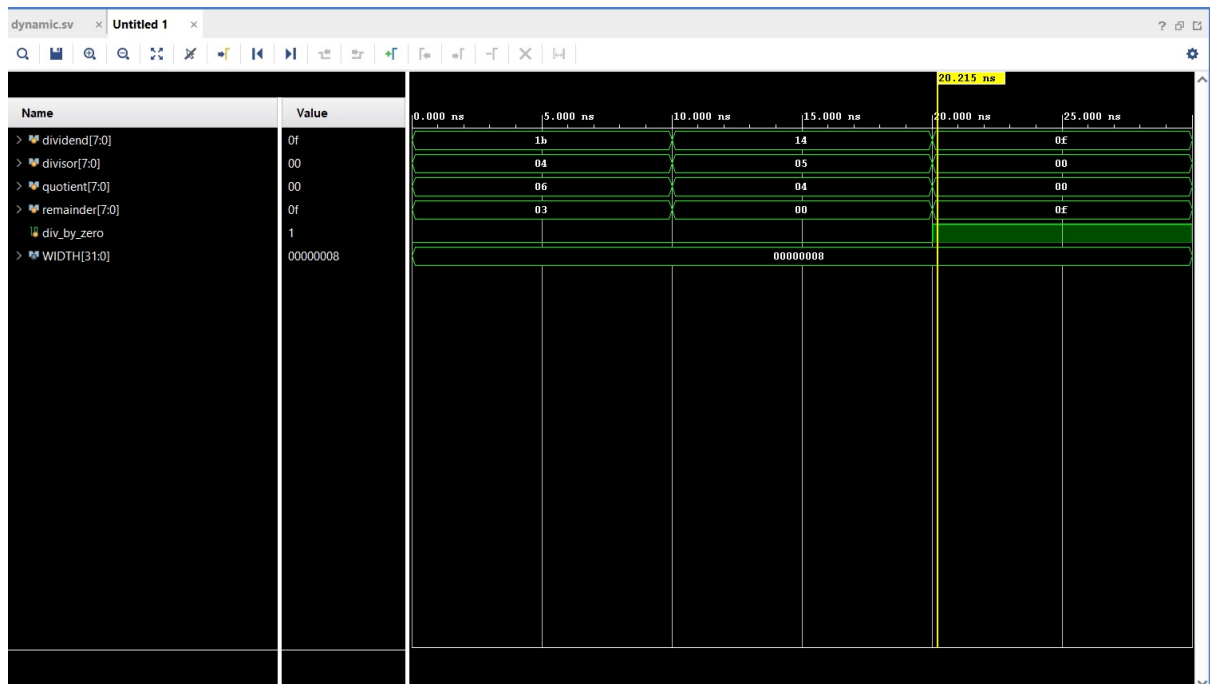 dynamic.sv × Untitled 1 ×
20.215 ns
Name Value 0.000 ns 5.000 ns 10.000 ns 15.000 ns 20.000 ns 25.000 ns
dividend[7:0] 0f 1b 14 0f
divisor[7:0] 00 04 05 00
quotient[7:0] 00 06 04 00
remainder[7:0] 0f 03 00 0f
div_by_zero 1
WIDTH[31:0] 00000008 00000008